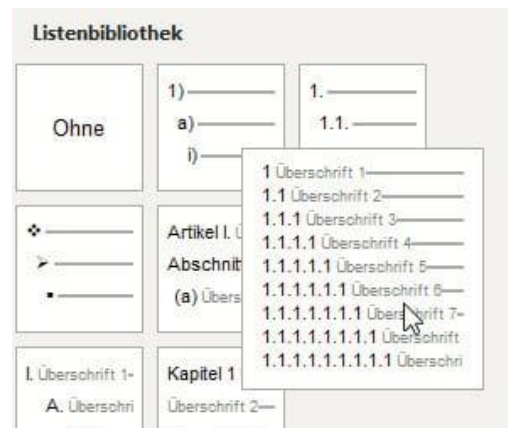 Listenbibliothek
Ohne
1)
a)
i)
1.
1.1.
1 Überschrift 1
1.1 Überschrift 2
1.1.1 Überschrift 3
1.1.1.1 Überschrift 4
1.1.1.1.1 Überschrift 5
1.1.1.1.1.1 Überschrift 6
1.1.1.1.1.1.1 Überschrift 7
1.1.1.1.1.1.1.1 Überschrift
1.1.1.1.1.1.1.1.1 Überschri
Artikel I. Ü
Abschnit
(a) Übers
I. Überschrift 1
A. Überschri
Kapitel 1
Überschrift 2